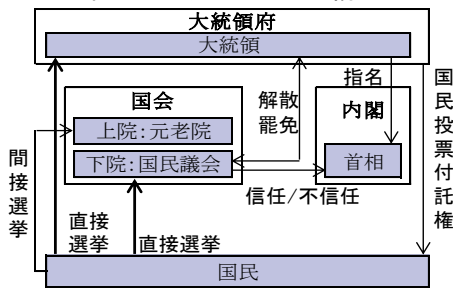 大統領府
大統領
指名
国民投票付託権
国会
解散
罷免
内閣
上院:元老院
下院:国民議会
首相
信任/不信任
間接選挙
直接
選挙
直接選挙
国民